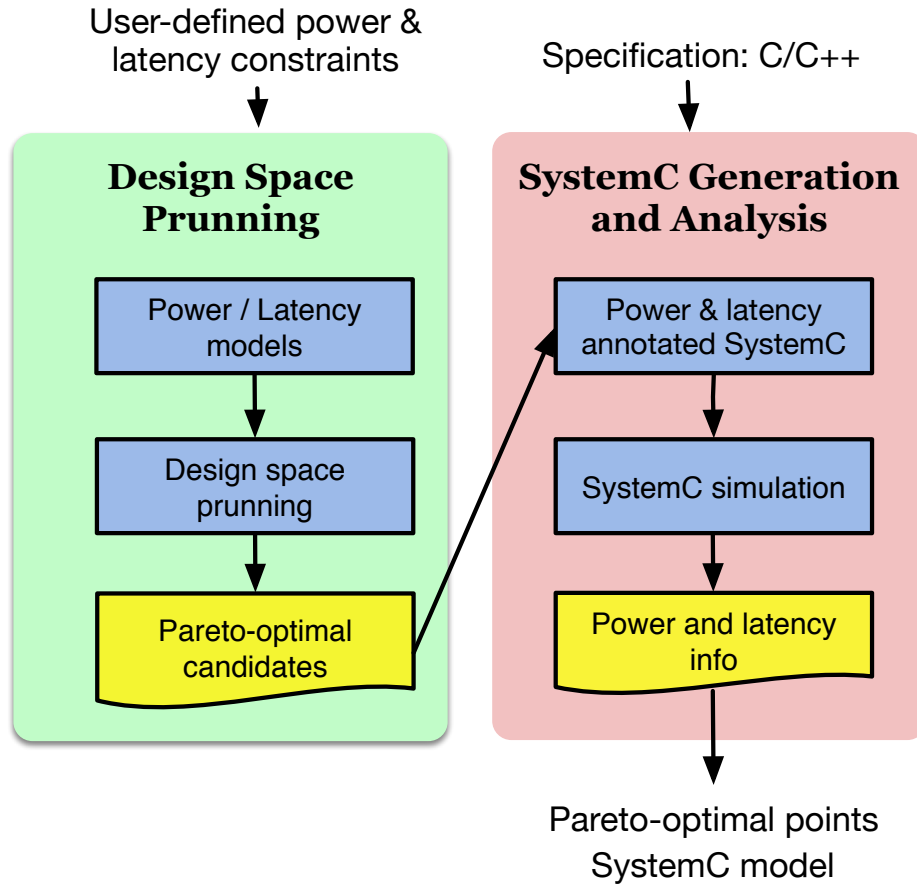 User-defined power &
latency constraints
Design Space
Prunning
Power / Latency
models
Design space
prunning
Pareto-optimal
candidates
Specification: C/C++
SystemC Generation
and Analysis
Power & latency
annotated SystemC
SystemC simulation
Power and latency
info
Pareto-optimal points
SystemC model